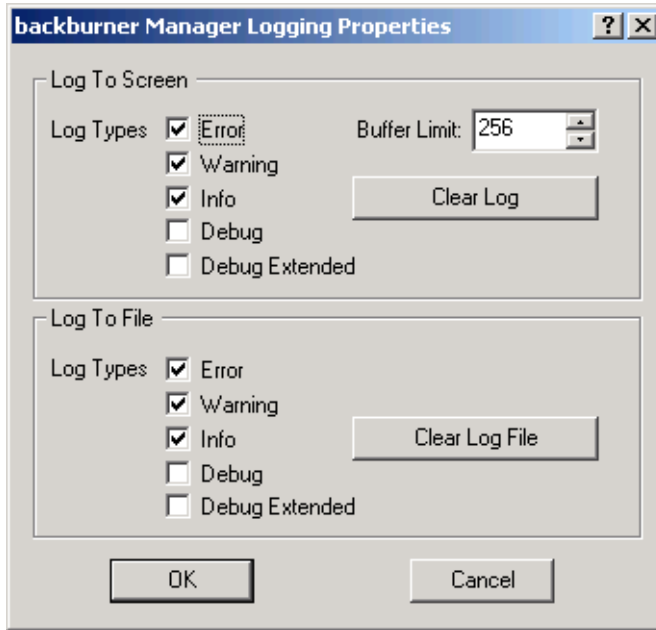 backburner Manager Logging Properties
Log To Screen
Log Types Error Buffer Limit: 256
Warning
Info Clear Log
Debug
Debug Extended
Log To File
Log Types Error
Warning
Info Clear Log File
Debug
Debug Extended
OK Cancel